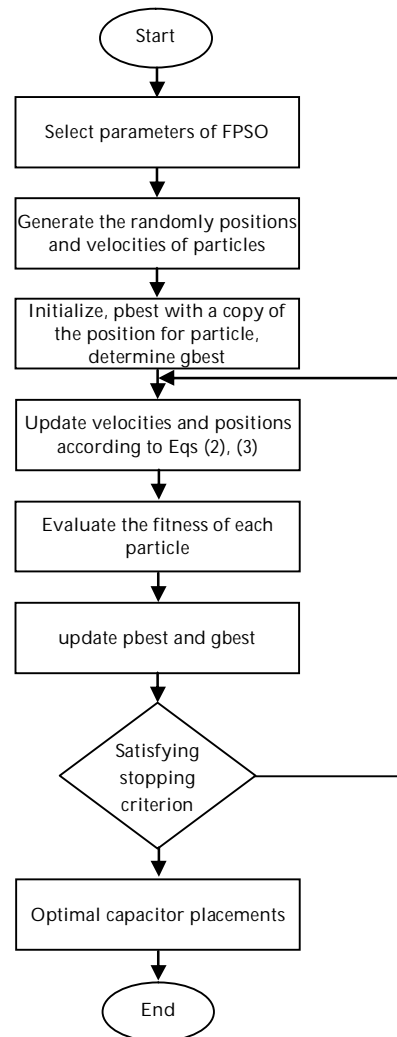 Start
Select parameters of FPSO
Generate the randomly positions
and velocities of particles
Initialize, pbest with a copy of
the position for particle,
determine gbest
Update velocities and positions
according to Eqs (2), (3)
Evaluate the fitness of each
particle
update pbest and gbest
Satisfying
stopping
criterion
Optimal capacitor placements
End